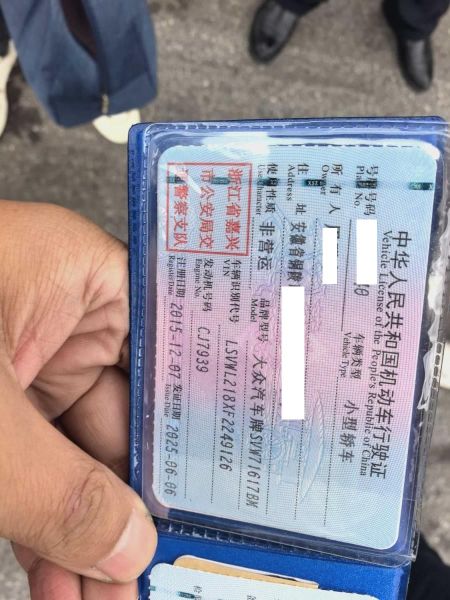 中华人民共和国机动车行驶证
Vehicle License of the People's Republic of China
号牌号码 车辆类型 小型轿车
Plate No. Vehicle Type
所有人
Owner
住址 安徽省铜陵
Address
使用性质 非营运 品牌型号 大众汽车牌SVW71617BM
Use Character Model
浙江省嘉兴
市公安局交
通警察支队
车辆识别代号 LSVWL218XF2249126
VIN
发动机号码 CJ7939
Engine No.
注册日期 2015-12-07 发证日期 2025-06-06
Register Date Issue Date